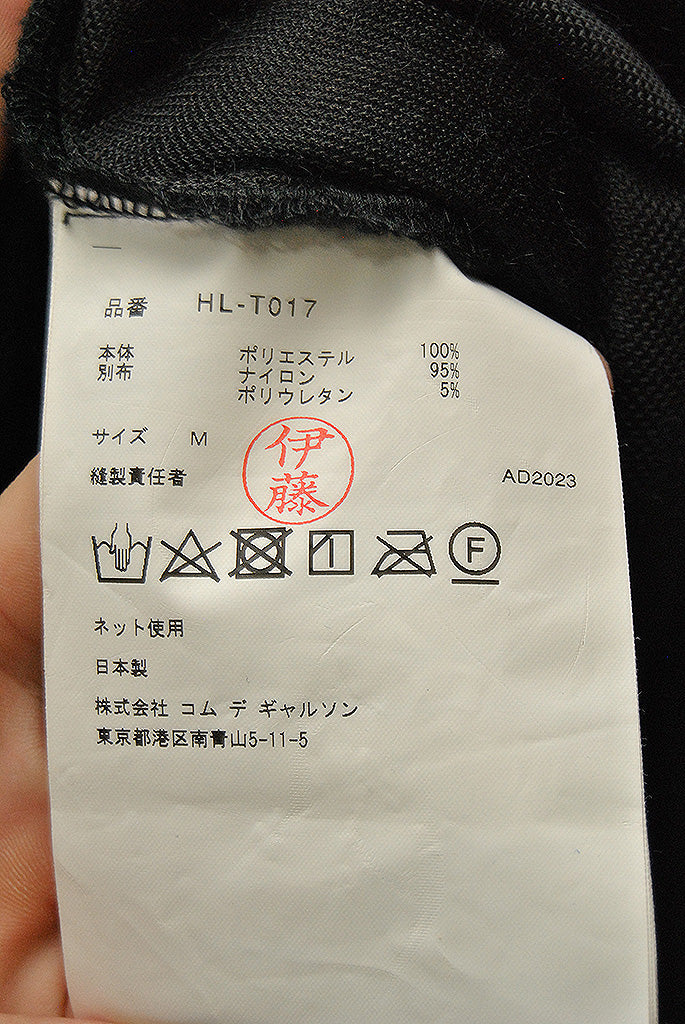 品番 HL-T017
本体 ポリエステル 100%
別布 ナイロン 95%
ポリウレタン 5%
サイズ M
伊藤
縫製責任者 AD2023
F
ネット使用
日本製
株式会社 コム デ ギャルソン
東京都港区南青山5-11-5